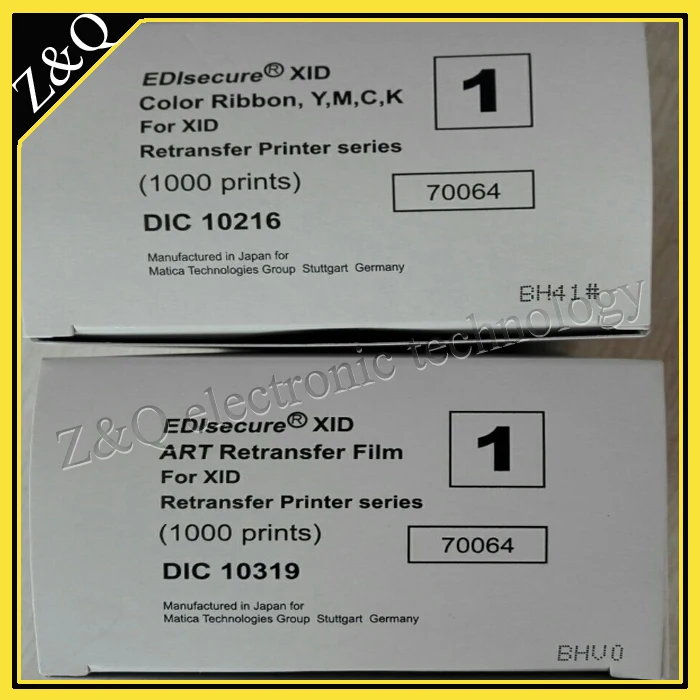 Z&Q
EDIsecure® XID
Color Ribbon, Y,M,C,K
For XID
Retransfer Printer series
(1000 prints)
DIC 10216
1
70064
Manufactured in Japan for
Matica Technologies Group Stuttgart Germany
BH41#
Z&Q electronic technology
EDIsecure® XID
ART Retransfer Film
For XID
Retransfer Printer series
(1000 prints)
DIC 10319
1
70064
Manufactured in Japan for
Matica Technologies Group Stuttgart Germany
BHV0